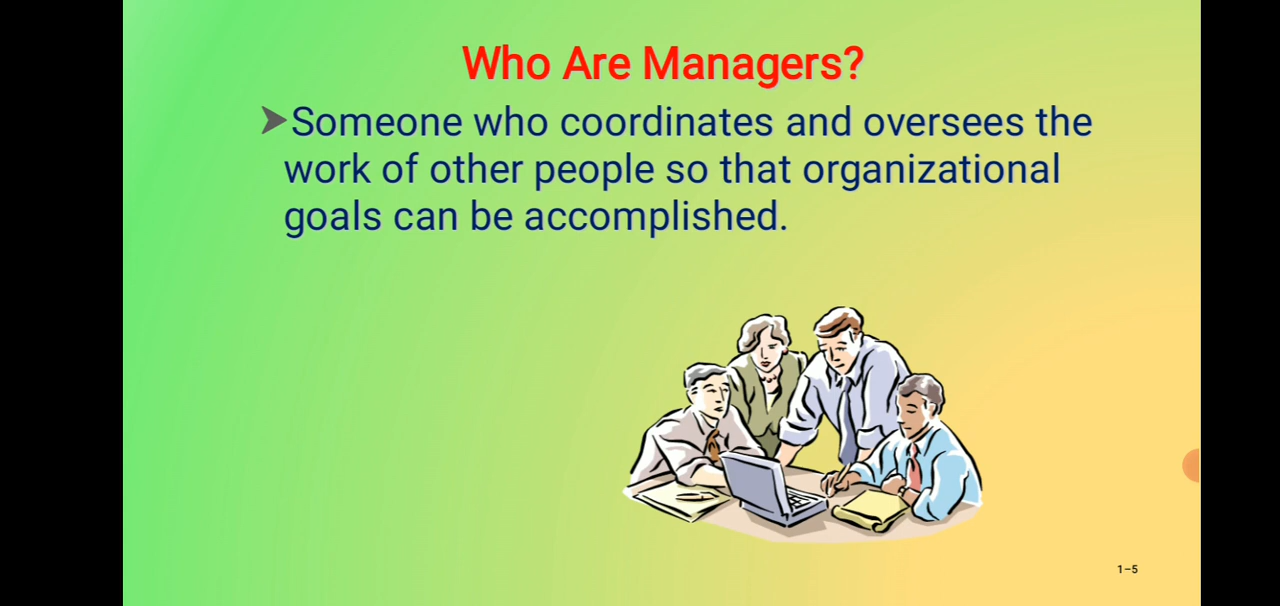 Who Are Managers?
➤Someone who coordinates and oversees the
work of other people so that organizational
goals can be accomplished.
1–5